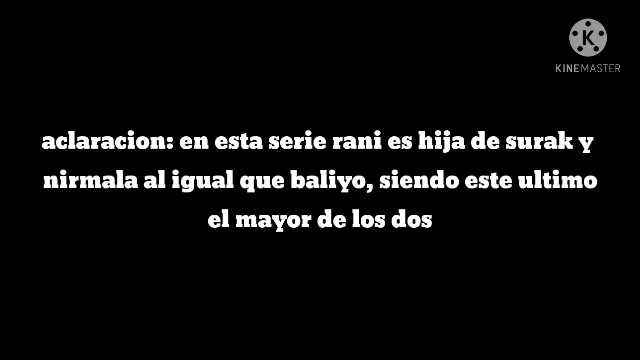 KINEMASTER
aclaracion: en esta serie rani es hija de surak y
nirmala al igual que baliyo, siendo este ultimo
el mayor de los dos